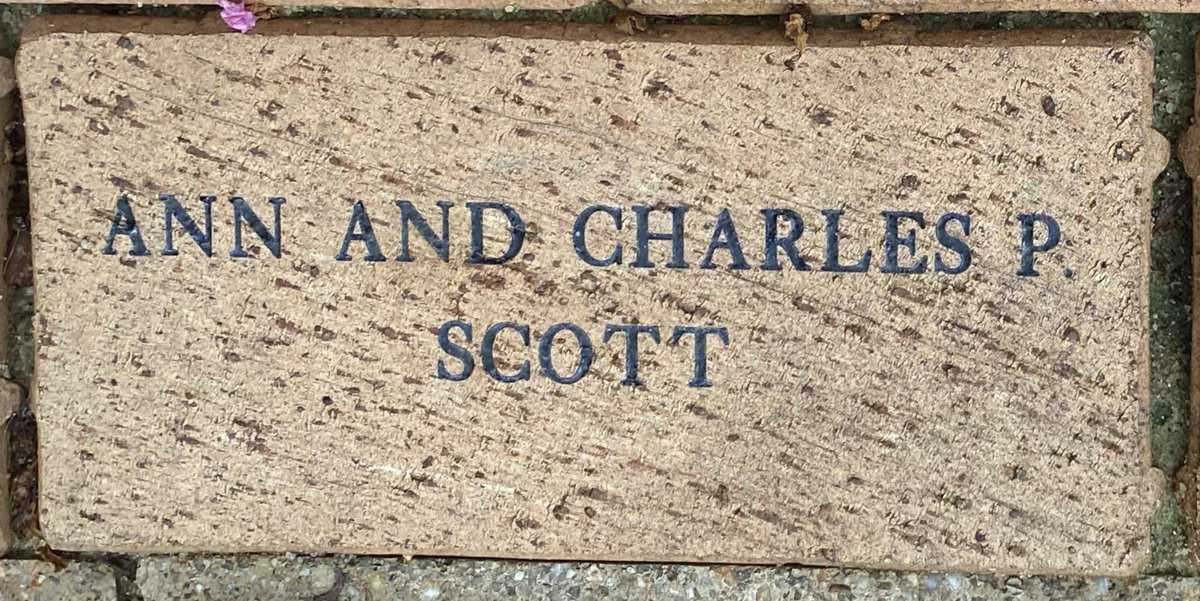 ANN AND CHARLES P.
SCOTT